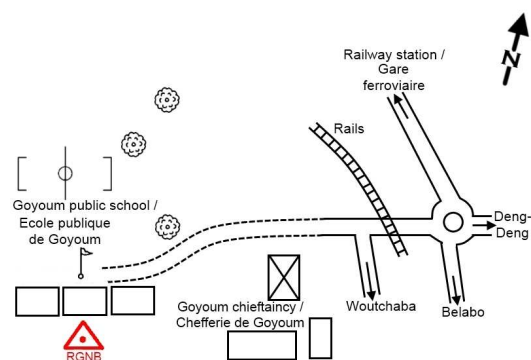 Railway station /
Gare
ferroviaire
N
Rails
Goyoum public school /
Ecole publique
de Goyoum
Deng-
Deng
Goyoum chieftaincy /
Chefferie de Goyoum
Woutchaba
Belabo
RGNB